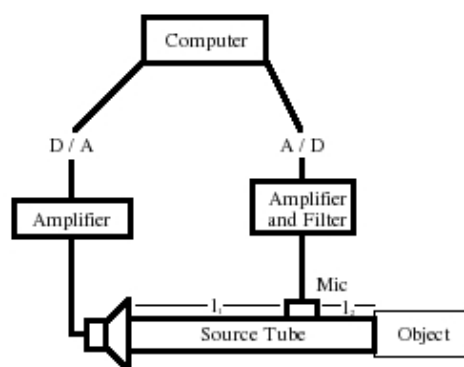 Computer
D / A
A / D
Amplifier
Amplifier
and Filter
Mic
l₁
l₂
Source Tube
Object